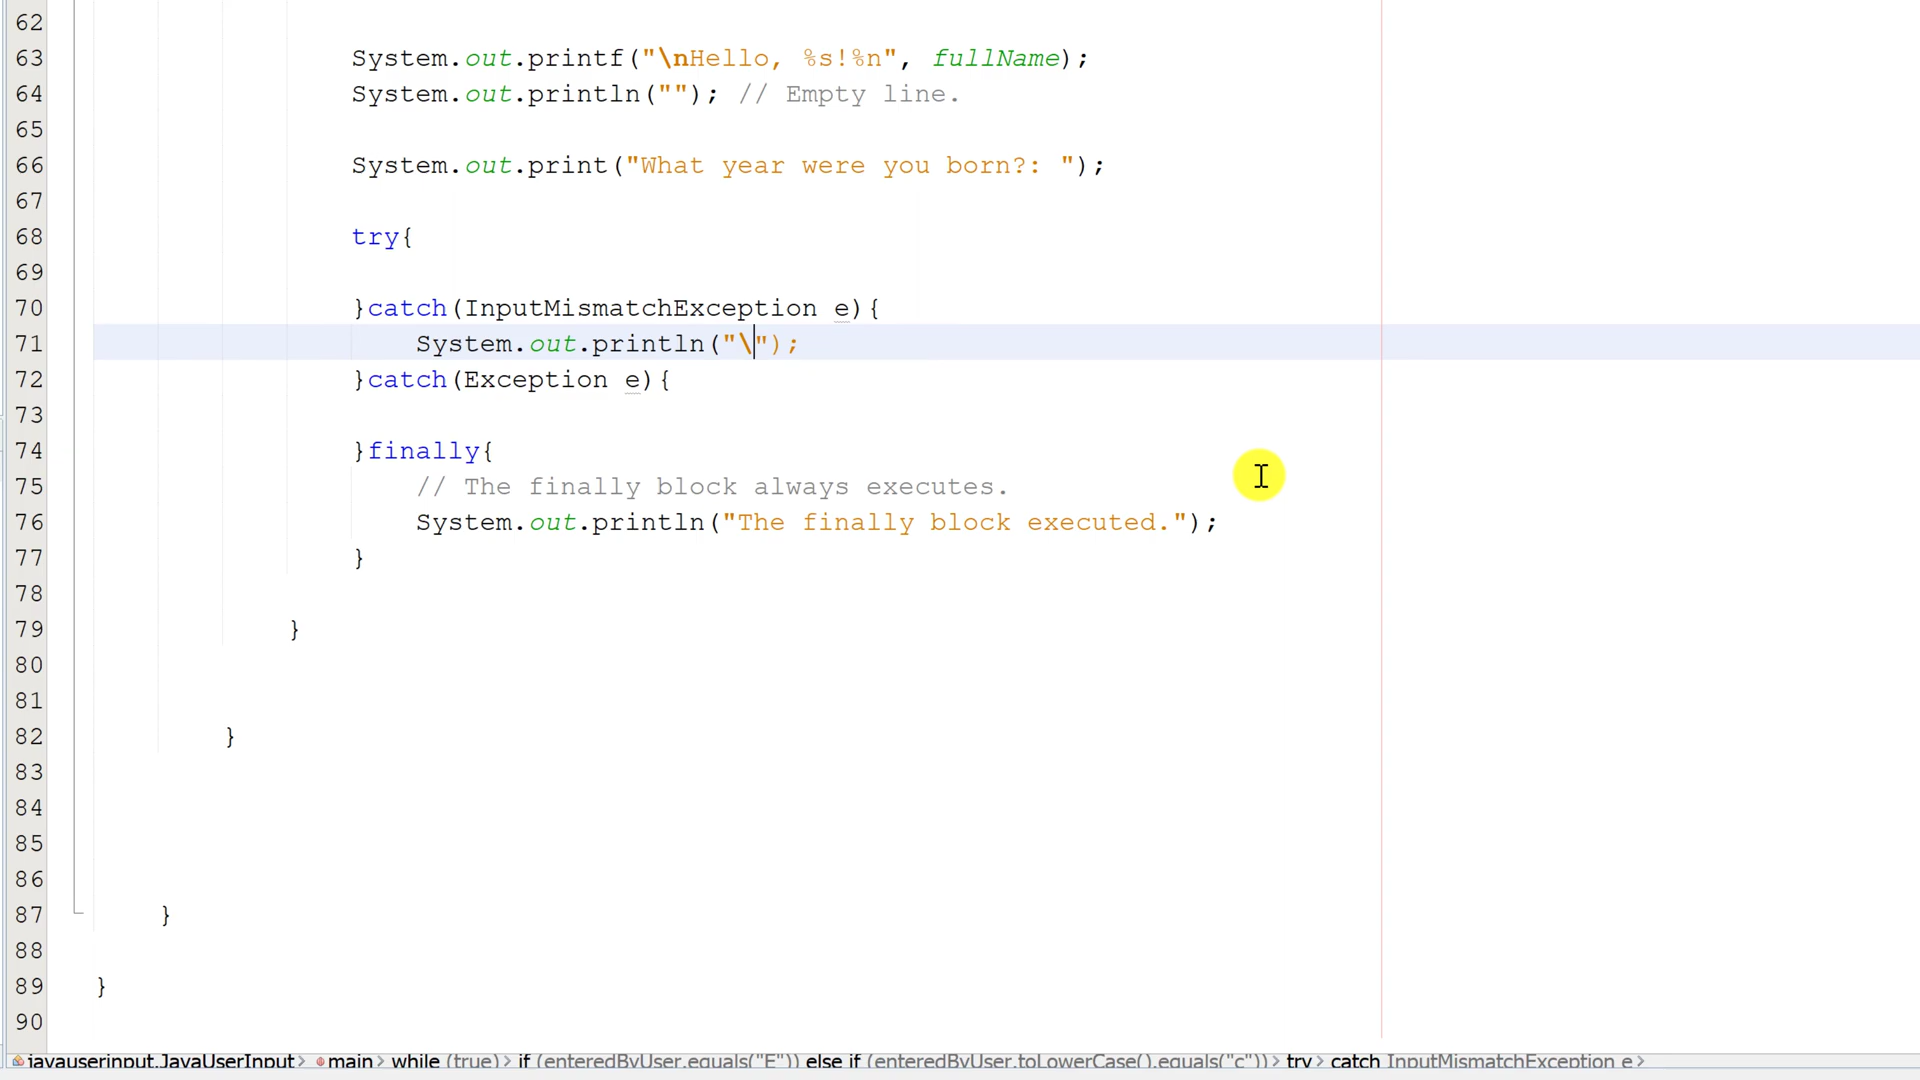 62
63 System.out.printf("\nHello, %s!%n", fullName);
64 System.out.println(""); // Empty line.
65
66 System.out.print("What year were you born?: ");
67
68 try{
69
70 }catch(InputMismatchException e){
71 System.out.println("\");
72 }catch(Exception e){
73
74 }finally{
75 // The finally block always executes.
76 System.out.println("The finally block executed.");
77 }
78
79 }
80
81
82 }
83
84
85
86
87 }
88
89 }
90
javauserinput.JavaUserInput > main > while (true) > if (enteredByUser.equals("E")) else if (enteredByUser.toLowerCase().equals("c")) > try > catch InputMismatchException e >